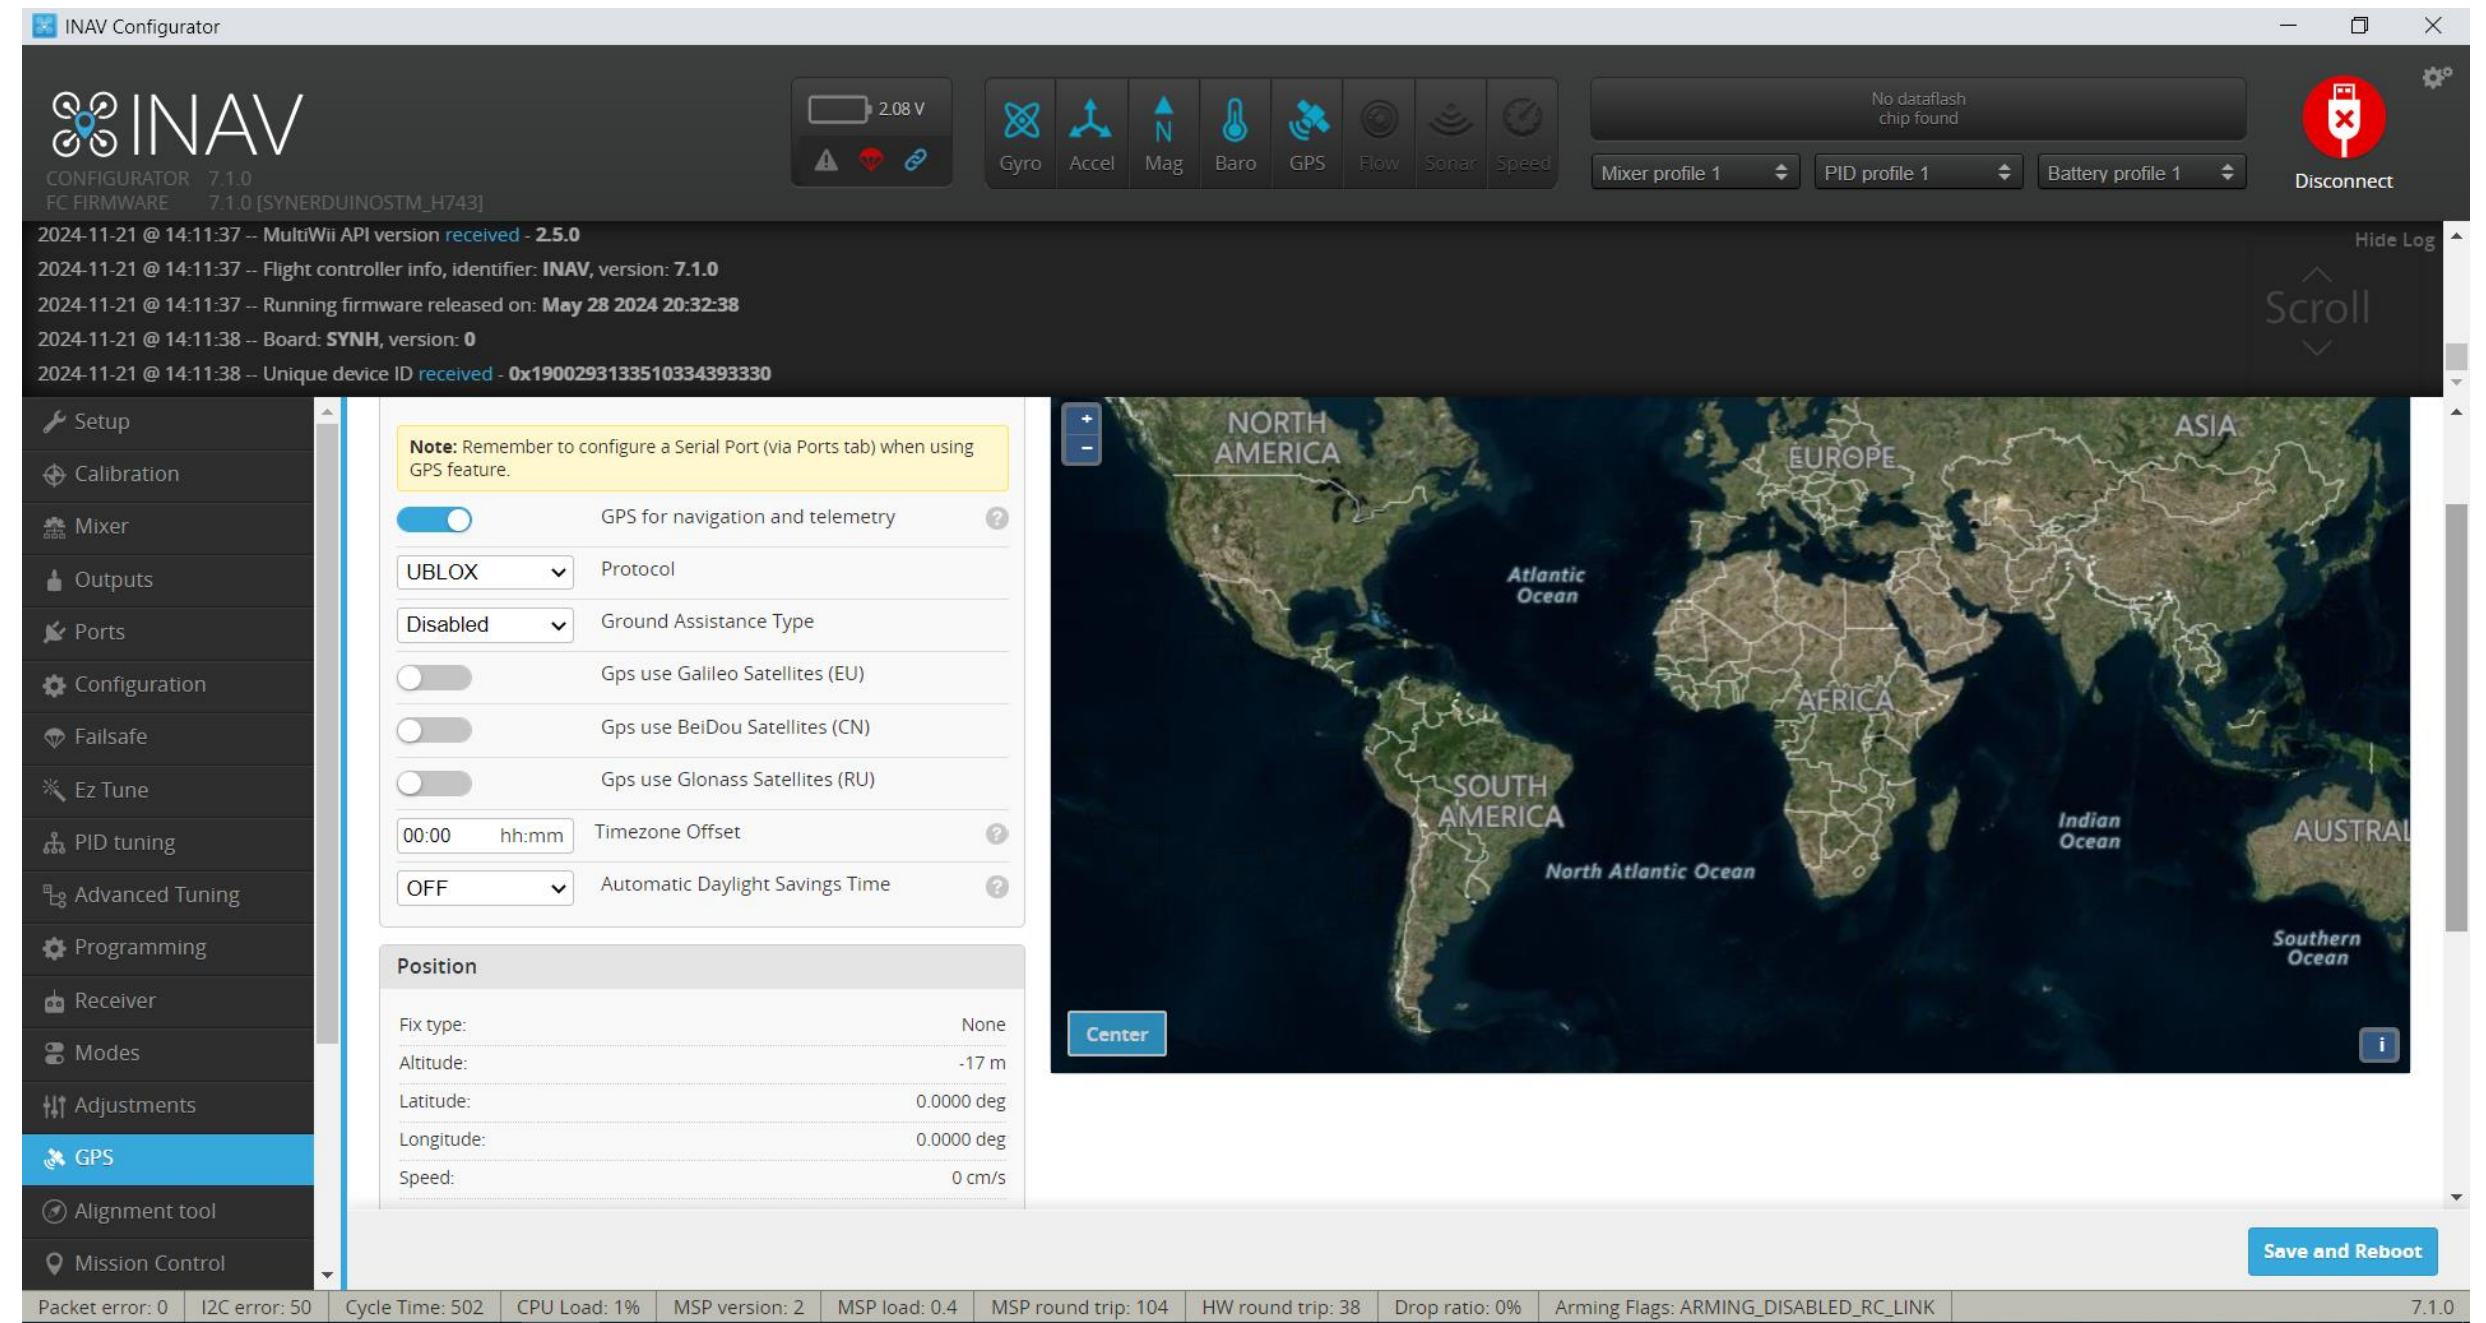 INAV Configurator
INAV
CONFIGURATOR 7.1.0
FC FIRMWARE 7.1.0 [SYNERDUINOSTM_H743]
2.08 V
Gyro Accel Mag Baro GPS Flow Sonar Speed
N
No dataflash
chip found
Mixer profile 1
PID profile 1
Battery profile 1
Disconnect
2024-11-21 @ 14:11:37 -- MultiWii API version received - 2.5.0
2024-11-21 @ 14:11:37 -- Flight controller info, identifier: INAV, version: 7.1.0
2024-11-21 @ 14:11:37 -- Running firmware released on: May 28 2024 20:32:38
2024-11-21 @ 14:11:38 -- Board: SYNH, version: 0
2024-11-21 @ 14:11:38 -- Unique device ID received - 0x1900293133510334393330
Hide Log
Scroll
Setup
Calibration
Mixer
Outputs
Ports
Configuration
Failsafe
Ez Tune
PID tuning
Advanced Tuning
Programming
Receiver
Modes
Adjustments
GPS
Alignment tool
Mission Control
Note: Remember to configure a Serial Port (via Ports tab) when using
GPS feature.
GPS for navigation and telemetry ?
UBLOX Protocol
Disabled Ground Assistance Type
Gps use Galileo Satellites (EU)
Gps use BeiDou Satellites (CN)
Gps use Glonass Satellites (RU)
00:00 hh:mm Timezone Offset ?
OFF Automatic Daylight Savings Time ?
Position
Fix type: None
Altitude: -17 m
Latitude: 0.0000 deg
Longitude: 0.0000 deg
Speed: 0 cm/s
+
−
NORTH
AMERICA
EUROPE
ASIA
Atlantic
Ocean
AFRICA
SOUTH
AMERICA
Indian
Ocean
AUSTRAL
North Atlantic Ocean
Southern
Ocean
Center
i
Save and Reboot
Packet error: 0 I2C error: 50 Cycle Time: 502 CPU Load: 1% MSP version: 2 MSP load: 0.4 MSP round trip: 104 HW round trip: 38 Drop ratio: 0% Arming Flags: ARMING_DISABLED_RC_LINK 7.1.0